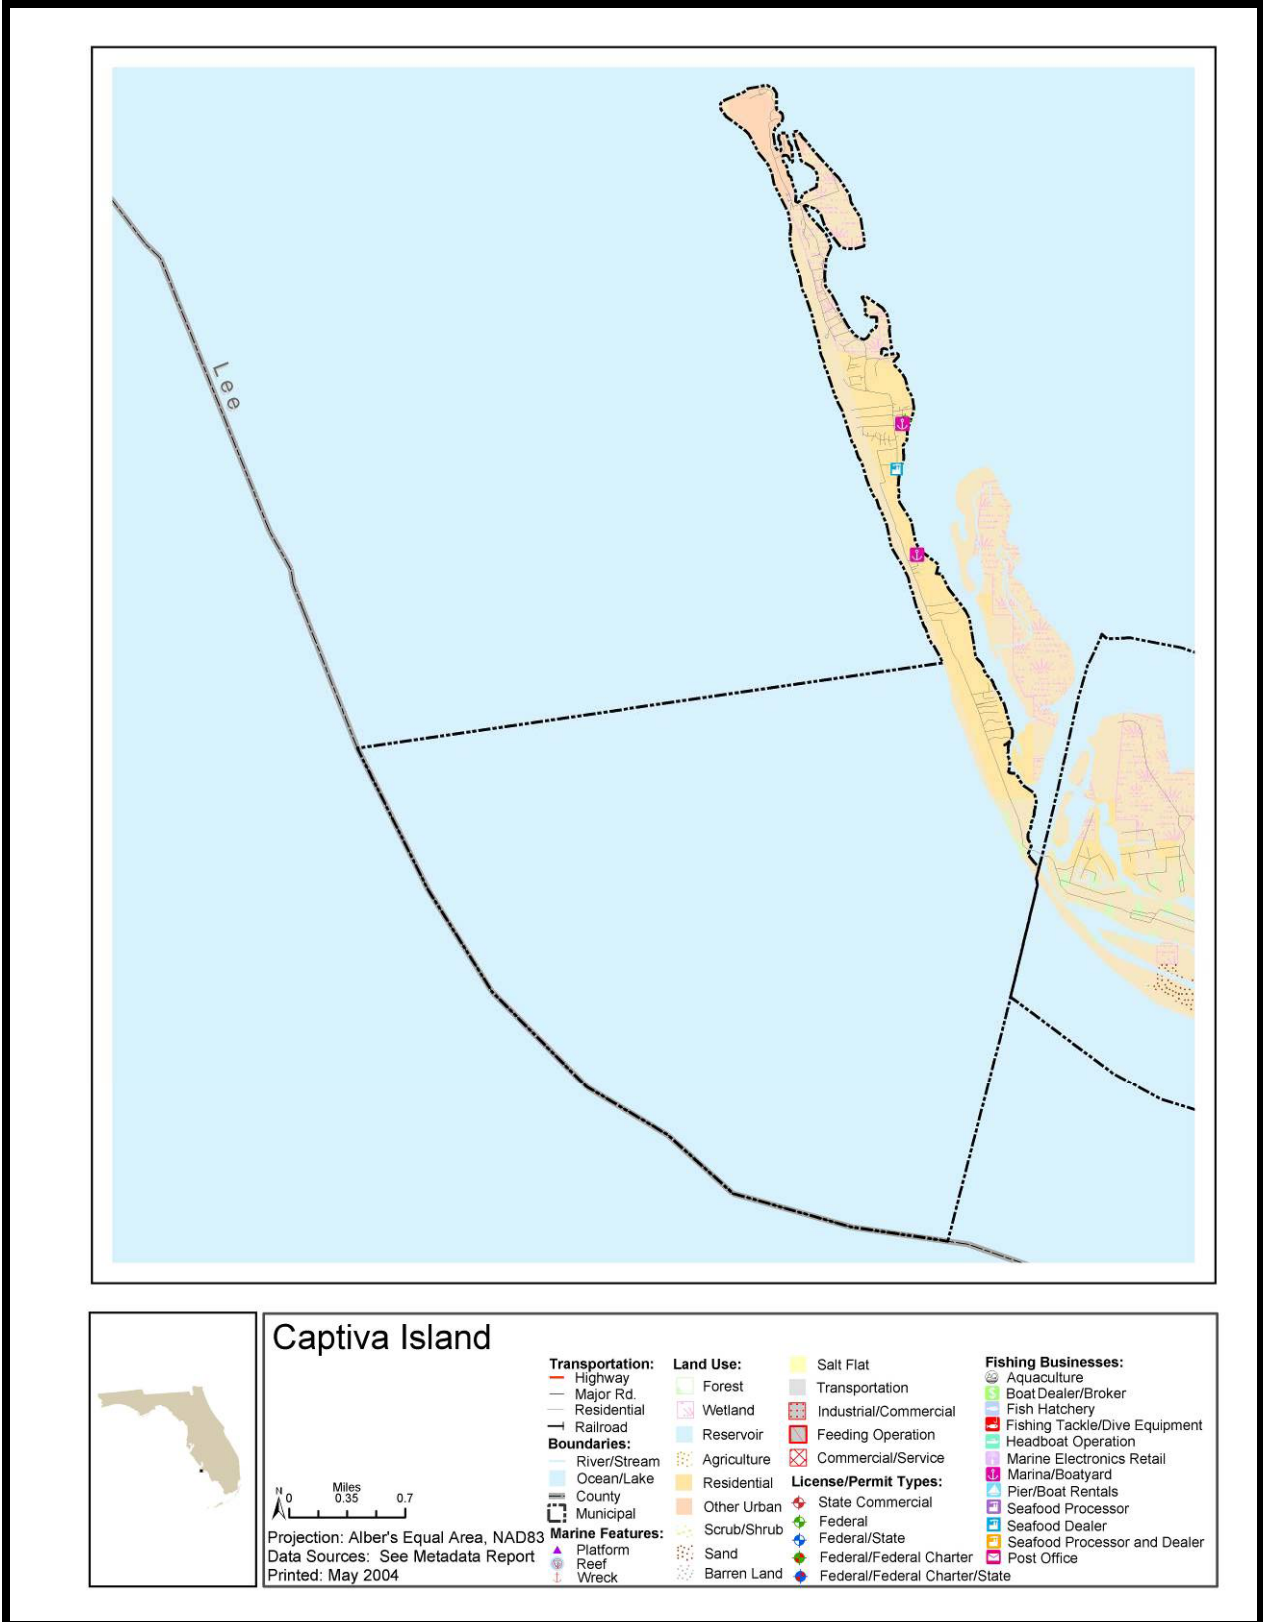 Lee
Captiva Island
N
Miles
0 0.35 0.7
Projection: Alber's Equal Area, NAD83
Data Sources: See Metadata Report
Printed: May 2004
Transportation:
Highway
Major Rd.
Residential
Railroad
Boundaries:
River/Stream
Ocean/Lake
County
Municipal
Marine Features:
Platform
Reef
Wreck
Land Use:
Forest
Wetland
Reservoir
Agriculture
Residential
Other Urban
Scrub/Shrub
Sand
Barren Land
Salt Flat
Transportation
Industrial/Commercial
Feeding Operation
Commercial/Service
License/Permit Types:
State Commercial
Federal
Federal/State
Federal/Federal Charter
Federal/Federal Charter/State
Fishing Businesses:
Aquaculture
Boat Dealer/Broker
Fish Hatchery
Fishing Tackle/Dive Equipment
Headboat Operation
Marine Electronics Retail
Marina/Boatyard
Pier/Boat Rentals
Seafood Processor
Seafood Dealer
Seafood Processor and Dealer
Post Office